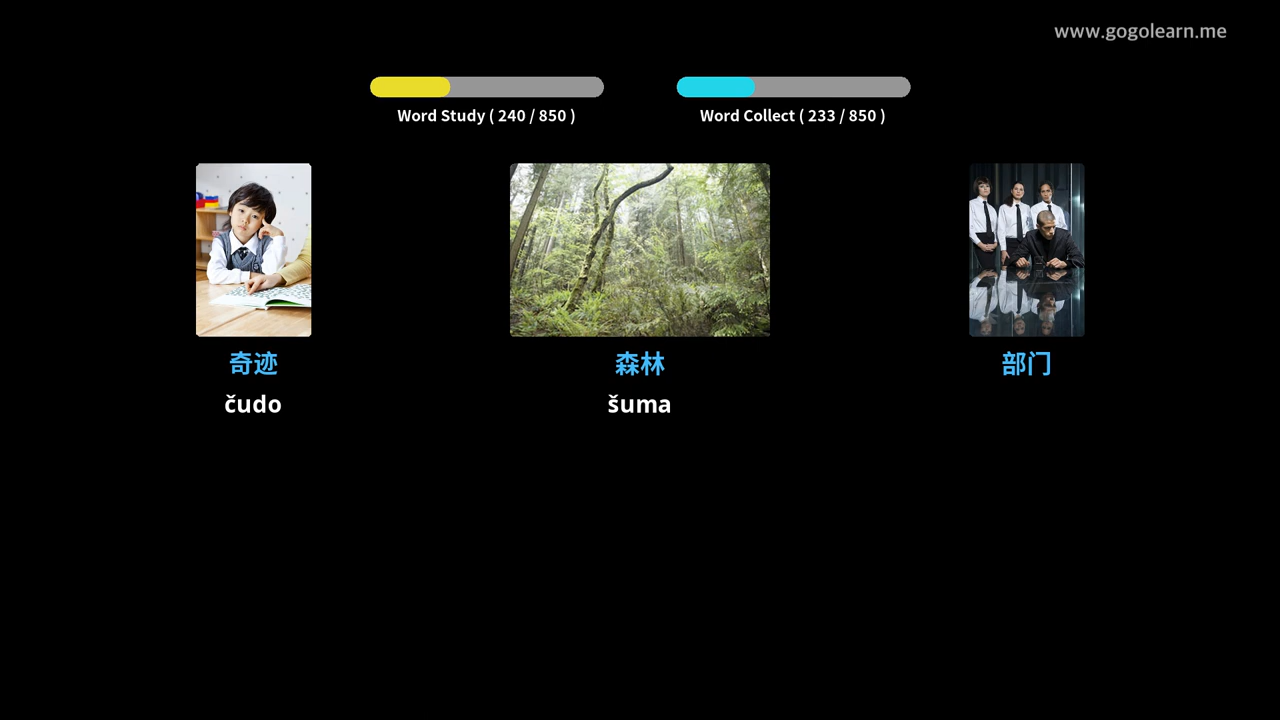 www.gogolearn.me
Word Study ( 240 / 850 )
Word Collect ( 233 / 850 )
奇迹
森林
部门
čudo
šuma